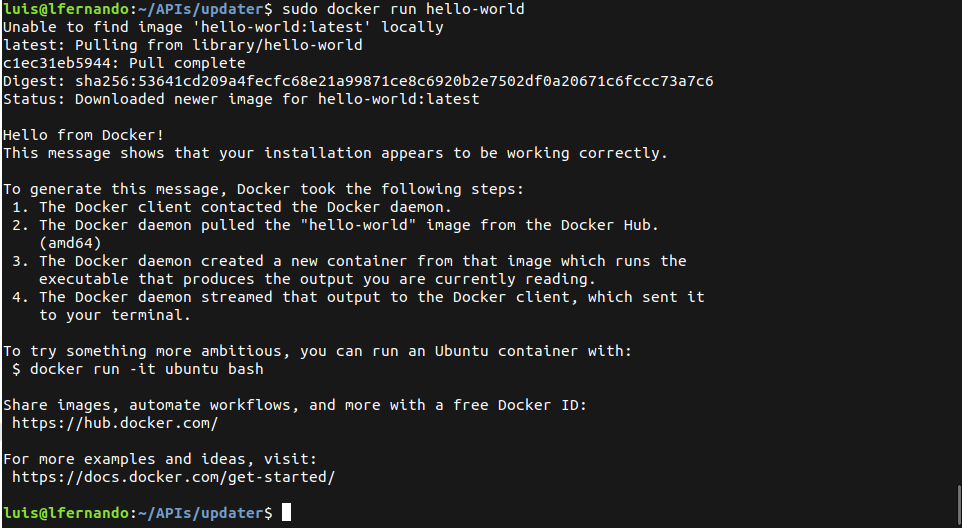 luis@lfernando:~/APIs/updater$ sudo docker run hello-world
Unable to find image 'hello-world:latest' locally
latest: Pulling from library/hello-world
c1ec31eb5944: Pull complete
Digest: sha256:53641cd209a4fecfc68e21a99871ce8c6920b2e7502df0a20671c6fccc73a7c6
Status: Downloaded newer image for hello-world:latest

Hello from Docker!
This message shows that your installation appears to be working correctly.

To generate this message, Docker took the following steps:
 1. The Docker client contacted the Docker daemon.
 2. The Docker daemon pulled the "hello-world" image from the Docker Hub.
    (amd64)
 3. The Docker daemon created a new container from that image which runs the
    executable that produces the output you are currently reading.
 4. The Docker daemon streamed that output to the Docker client, which sent it
    to your terminal.

To try something more ambitious, you can run an Ubuntu container with:
 $ docker run -it ubuntu bash

Share images, automate workflows, and more with a free Docker ID:
 https://hub.docker.com/

For more examples and ideas, visit:
 https://docs.docker.com/get-started/

luis@lfernando:~/APIs/updater$